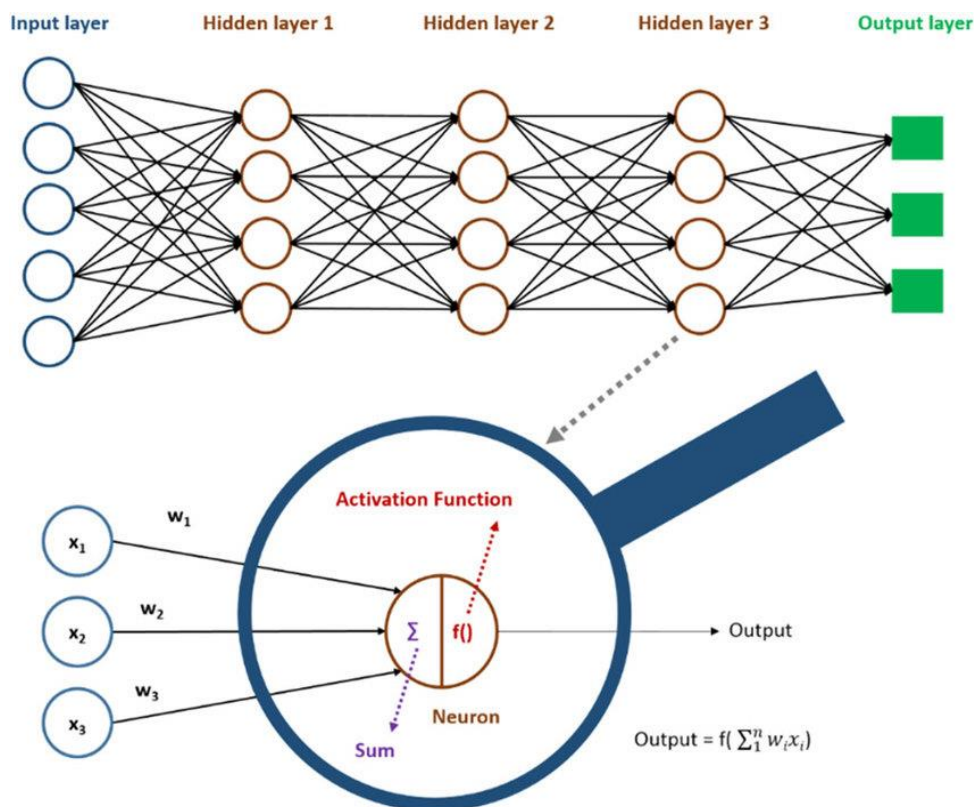 Input layer
Hidden layer 1
Hidden layer 2
Hidden layer 3
Output layer
Activation Function
w₁
x₁
w₂
x₂
Σ
f()
Output
w₃
x₃
Neuron
Sum
Output = f( ∑₁ⁿ wᵢxᵢ)